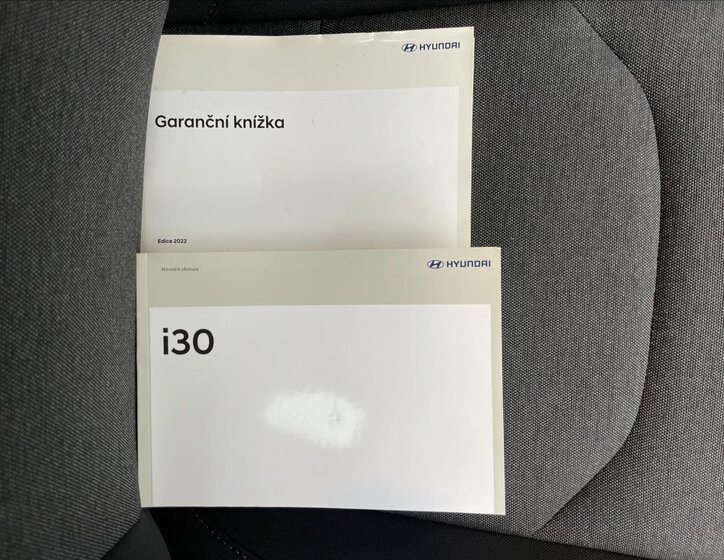 HYUNDAI
Garanční knížka
Edice 2022
Návod k obsluze
HYUNDAI
i30